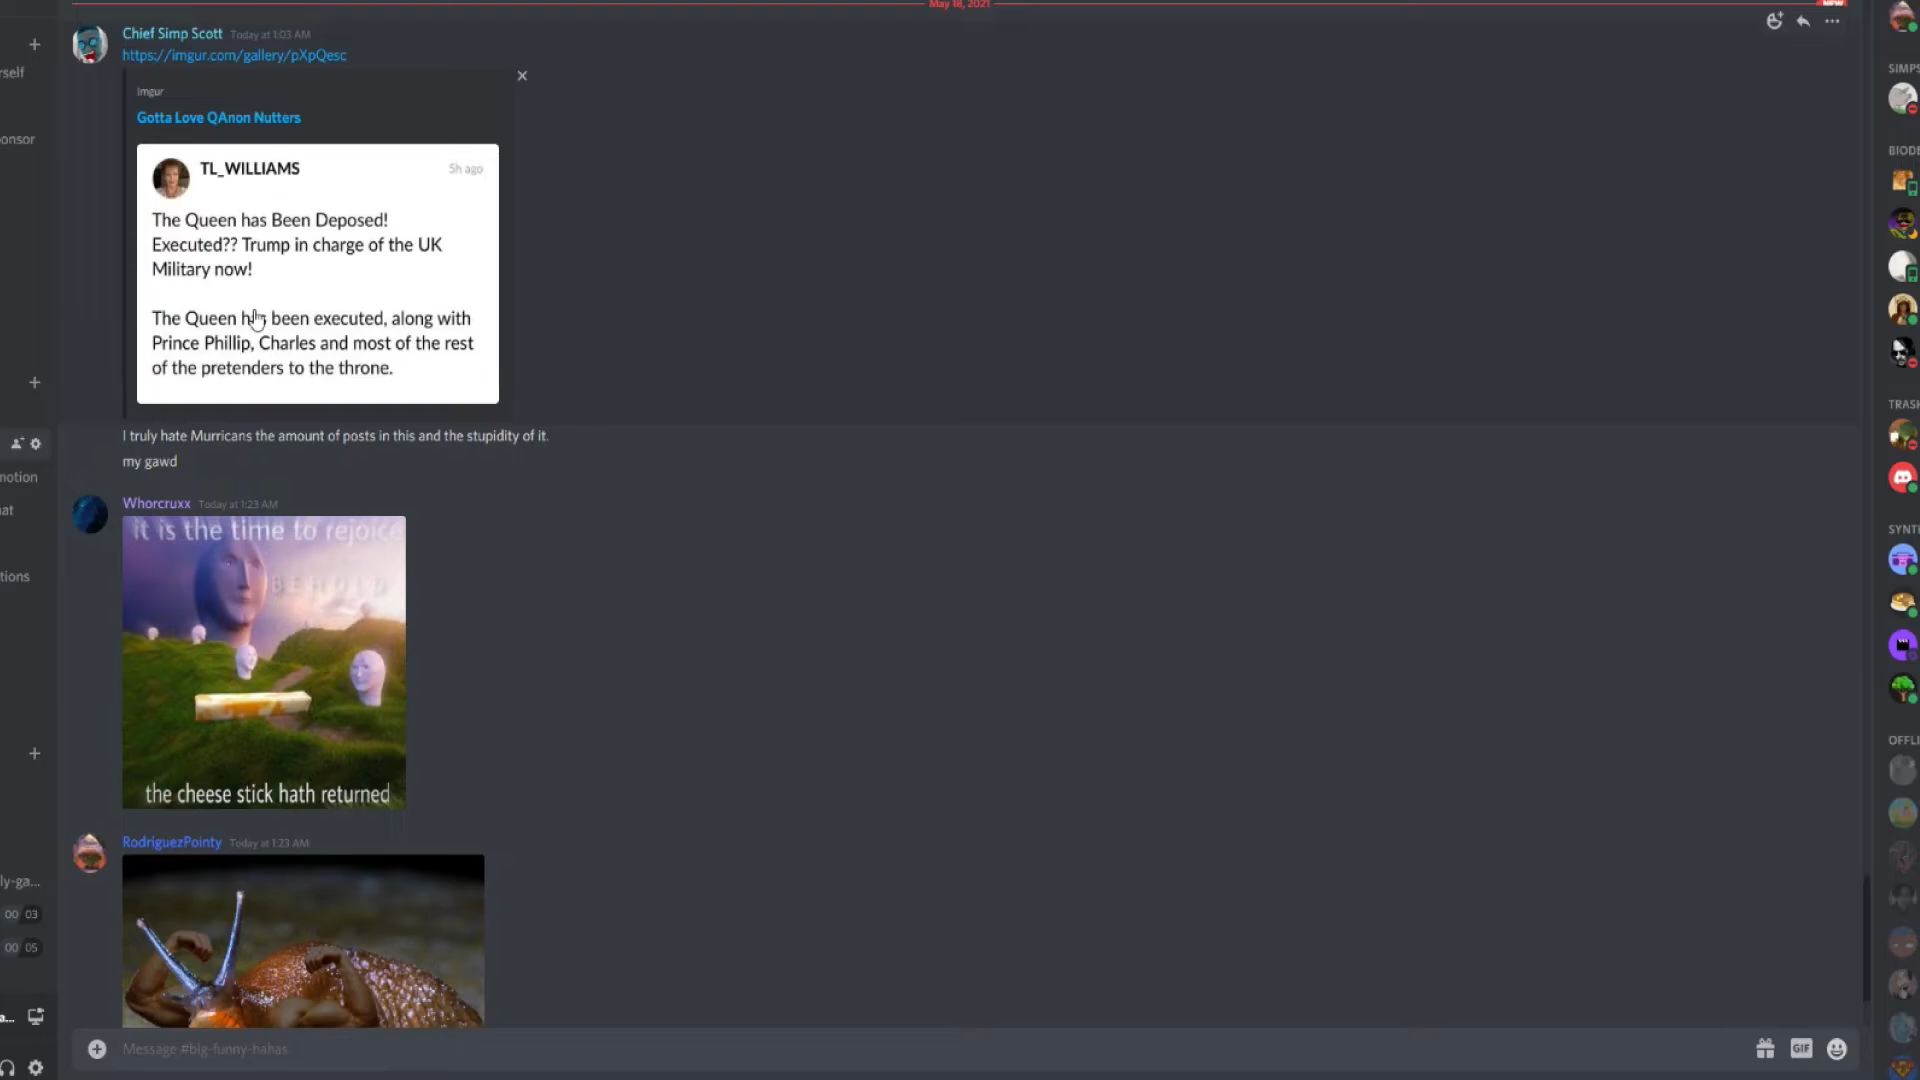 May 18, 2021
NEW
Chief Simp Scott Today at 1:03 AM
https://imgur.com/gallery/pXpQesc
Imgur
Gotta Love QAnon Nutters
TL_WILLIAMS 5h ago
The Queen has Been Deposed!
Executed?? Trump in charge of the UK
Military now!
The Queen has been executed, along with
Prince Phillip, Charles and most of the rest
of the pretenders to the throne.
I truly hate Murricans the amount of posts in this and the stupidity of it.
my gawd
Whorcruxx Today at 1:23 AM
it is the time to rejoice
BEHOLD
the cheese stick hath returned
RodriguezPointy Today at 1:23 AM
Message #big-funny-hahas
GIF
rself
onsor
notion
nat
tions
ly-ga...
00 03
00 05
a...
SIMPS
BIODE
TRASH
SYNTH
OFFLI